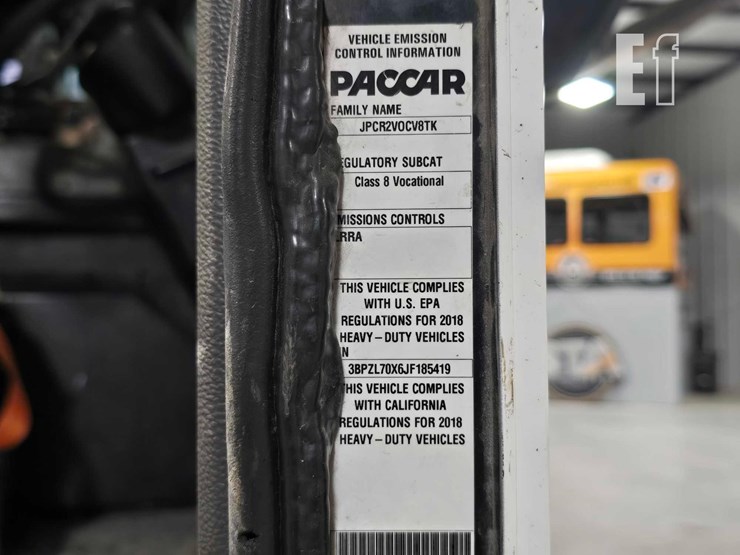 Ef
VEHICLE EMISSION
CONTROL INFORMATION
PACCAR
FAMILY NAME
JPCR2VOCV8TK
EGULATORY SUBCAT
Class 8 Vocational
MISSIONS CONTROLS
RRA
THIS VEHICLE COMPLIES
WITH U.S. EPA
REGULATIONS FOR 2018
HEAVY-DUTY VEHICLES
N
3BPZL70X6JF185419
THIS VEHICLE COMPLIES
WITH CALIFORNIA
REGULATIONS FOR 2018
HEAVY-DUTY VEHICLES